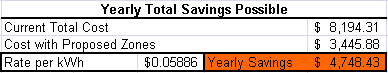 Yearly Total Savings Possible
Current Total Cost $ 8,194.31
Cost with Proposed Zones $ 3,445.88
Rate per kWh $0.05886 Yearly Savings $ 4,748.43